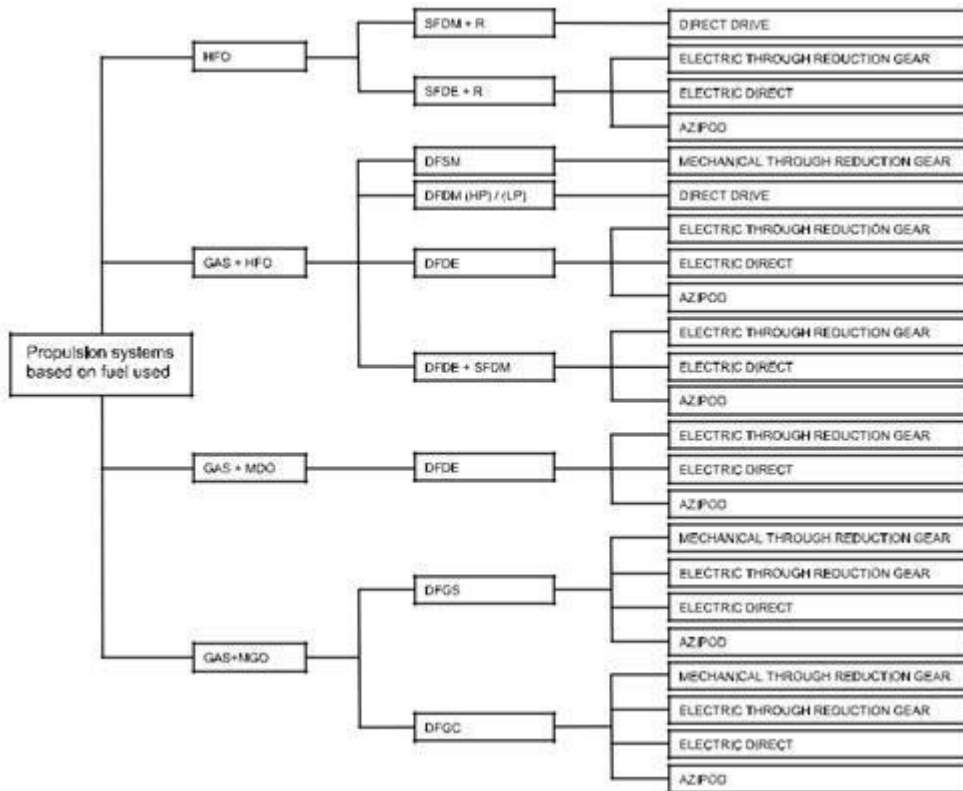 SFDM + R
DIRECT DRIVE
HFO
ELECTRIC THROUGH REDUCTION GEAR
SFDE + R
ELECTRIC DIRECT
AZIPOD
DFSM
MECHANICAL THROUGH REDUCTION GEAR
DFDM (HP) / (LP)
DIRECT DRIVE
ELECTRIC THROUGH REDUCTION GEAR
GAS + HFO
DFDE
ELECTRIC DIRECT
AZIPOD
ELECTRIC THROUGH REDUCTION GEAR
Propulsion systems
based on fuel used
DFDE + SFDM
ELECTRIC DIRECT
AZIPOD
ELECTRIC THROUGH REDUCTION GEAR
GAS + MDO
DFDE
ELECTRIC DIRECT
AZIPOD
MECHANICAL THROUGH REDUCTION GEAR
DFGS
ELECTRIC THROUGH REDUCTION GEAR
ELECTRIC DIRECT
AZIPOD
GAS+MGO
MECHANICAL THROUGH REDUCTION GEAR
ELECTRIC THROUGH REDUCTION GEAR
DFGC
ELECTRIC DIRECT
AZIPOD